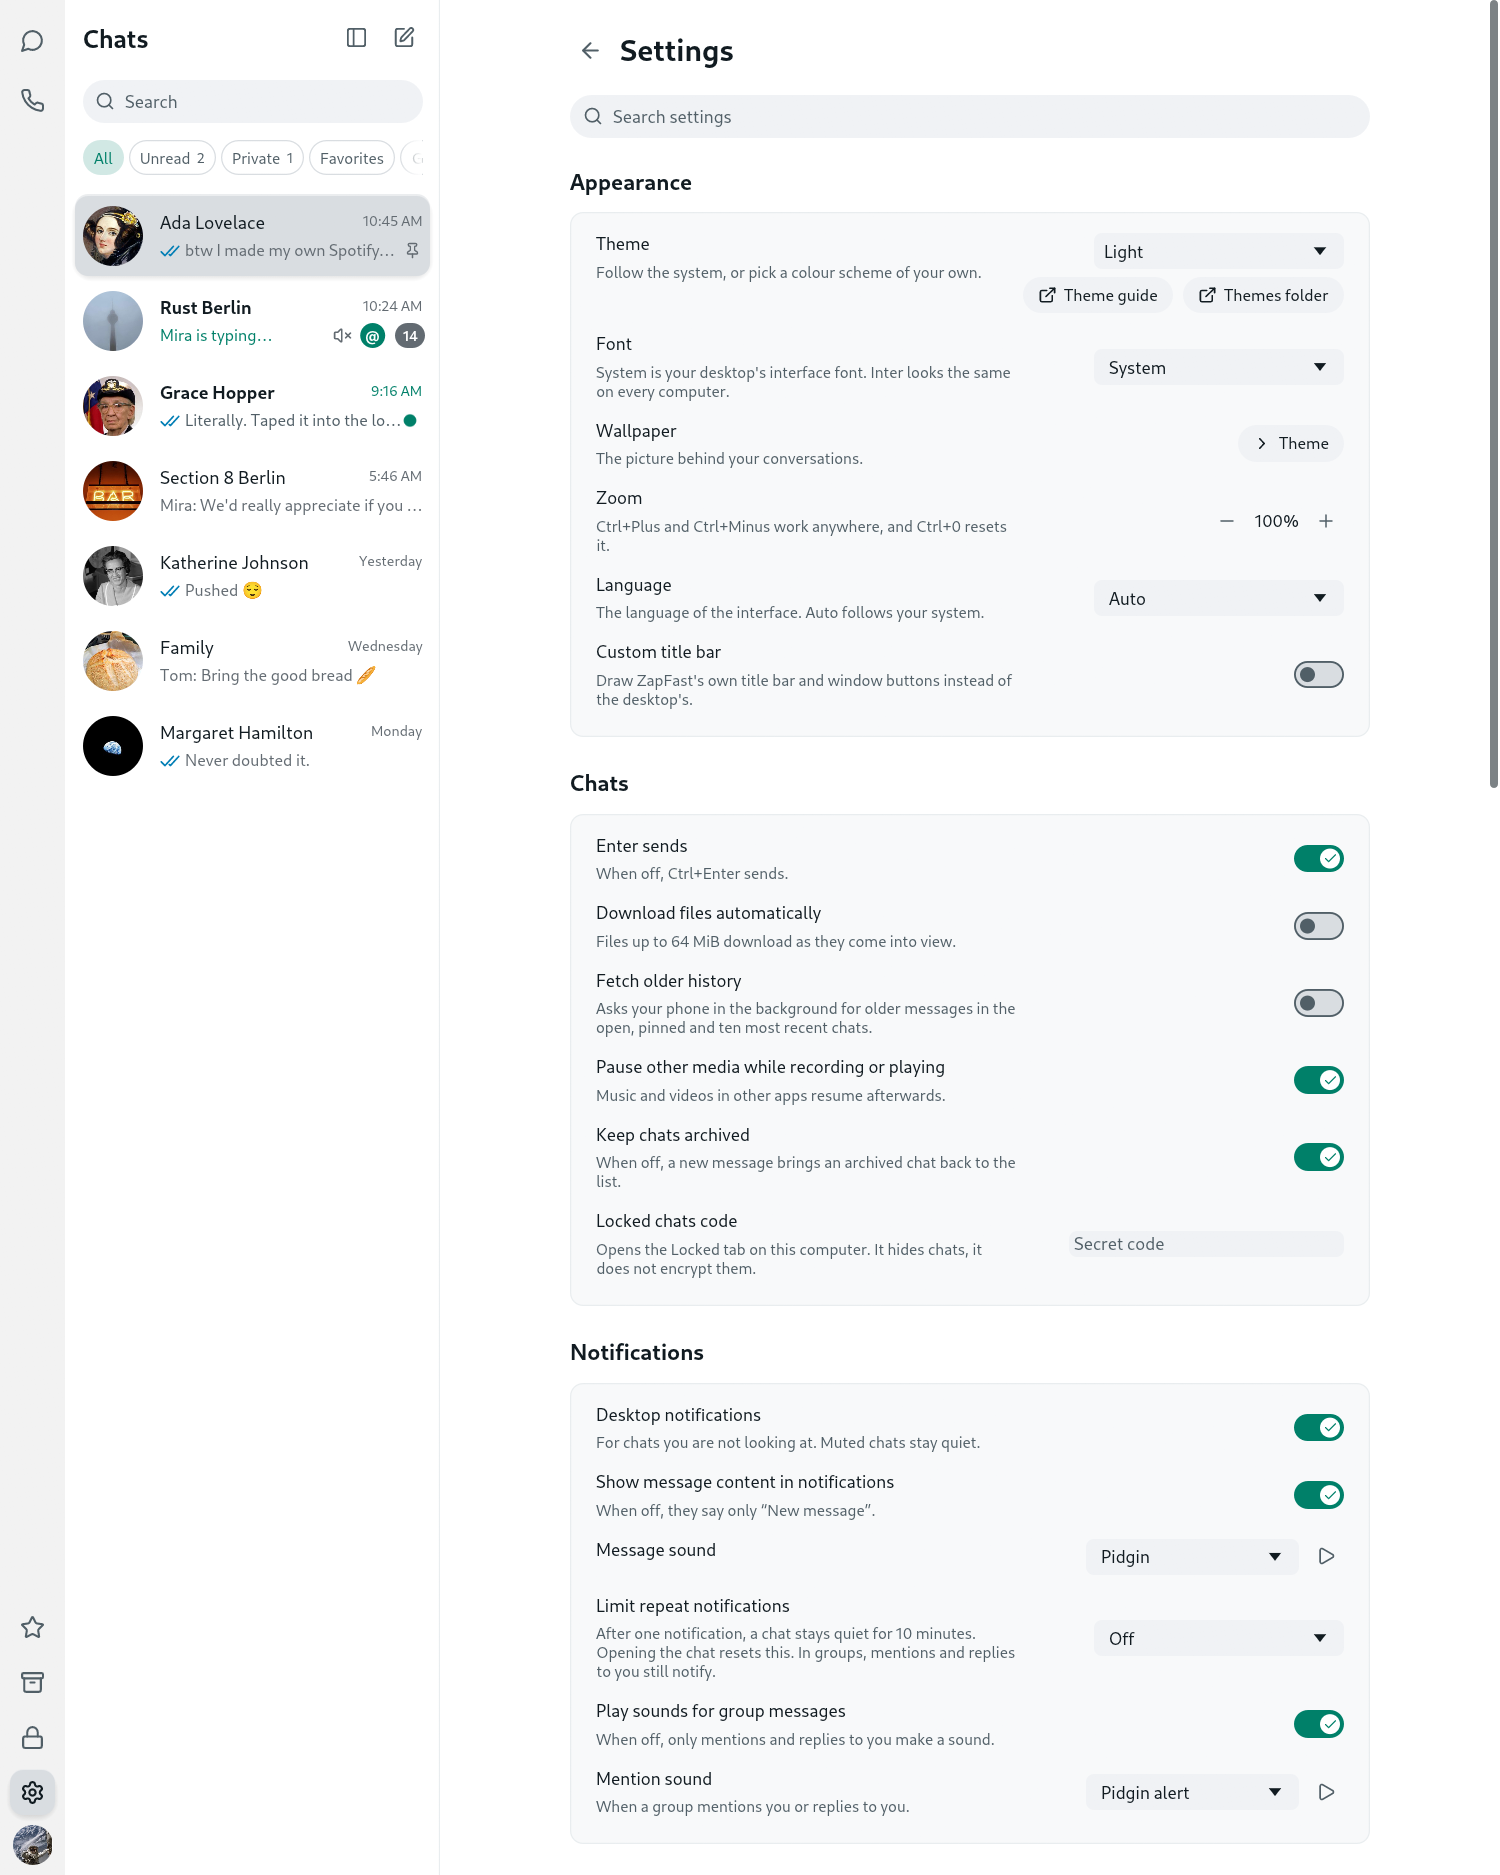 Chats
Search
All
Unread 2
Private 1
Favorites
Ada Lovelace
10:45 AM
btw I made my own Spotify...
Rust Berlin
10:24 AM
Mira is typing...
@
14
Grace Hopper
9:16 AM
Literally. Taped it into the lo...
Section 8 Berlin
5:46 AM
BAR
Mira: We'd really appreciate if you ...
Katherine Johnson
Yesterday
Pushed 😌
Family
Wednesday
Tom: Bring the good bread 🥖
Margaret Hamilton
Monday
Never doubted it.
Settings
Search settings
Appearance
Theme
Follow the system, or pick a colour scheme of your own.
Light
Theme guide
Themes folder
Font
System is your desktop's interface font. Inter looks the same
on every computer.
System
Wallpaper
The picture behind your conversations.
Theme
Zoom
Ctrl+Plus and Ctrl+Minus work anywhere, and Ctrl+0 resets
it.
100%
Language
The language of the interface. Auto follows your system.
Auto
Custom title bar
Draw ZapFast's own title bar and window buttons instead of
the desktop's.
Chats
Enter sends
When off, Ctrl+Enter sends.
Download files automatically
Files up to 64 MiB download as they come into view.
Fetch older history
Asks your phone in the background for older messages in the
open, pinned and ten most recent chats.
Pause other media while recording or playing
Music and videos in other apps resume afterwards.
Keep chats archived
When off, a new message brings an archived chat back to the
list.
Locked chats code
Opens the Locked tab on this computer. It hides chats, it
does not encrypt them.
Secret code
Notifications
Desktop notifications
For chats you are not looking at. Muted chats stay quiet.
Show message content in notifications
When off, they say only “New message”.
Message sound
Pidgin
Limit repeat notifications
After one notification, a chat stays quiet for 10 minutes.
Opening the chat resets this. In groups, mentions and replies
to you still notify.
Off
Play sounds for group messages
When off, only mentions and replies to you make a sound.
Mention sound
When a group mentions you or replies to you.
Pidgin alert